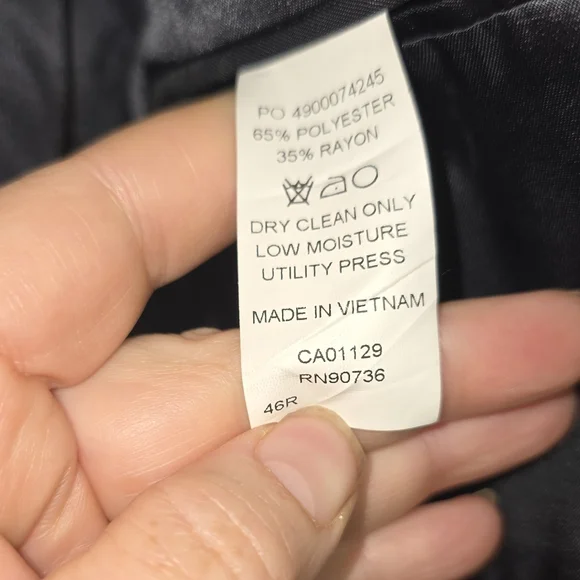 PO 4900074245
65% POLYESTER
35% RAYON
DRY CLEAN ONLY
LOW MOISTURE
UTILITY PRESS
MADE IN VIETNAM
CA01129
RN90736
46R